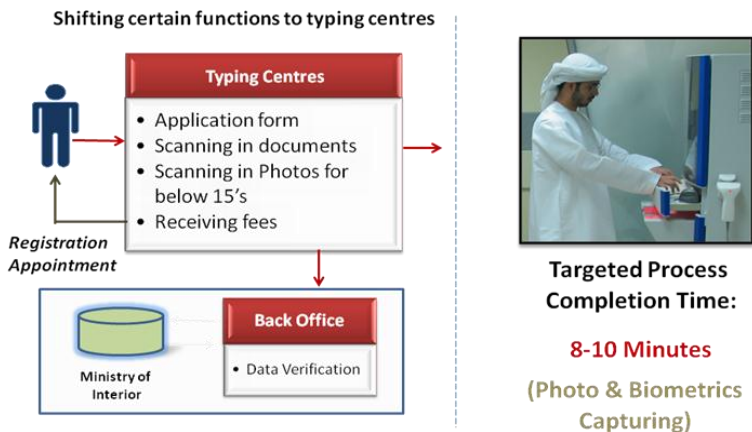 Shifting certain functions to typing centres
Typing Centres
• Application form
• Scanning in documents
• Scanning in Photos for
below 15's
• Receiving fees
Registration
Appointment
Back Office
• Data Verification
Ministry of
Interior
Targeted Process
Completion Time:
8-10 Minutes
(Photo & Biometrics
Capturing)